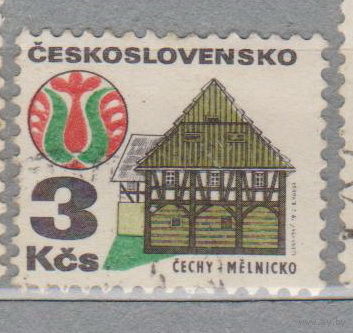 ČESKOSLOVENSKO
3
Kčs
ČECHY - MĚLNICKO